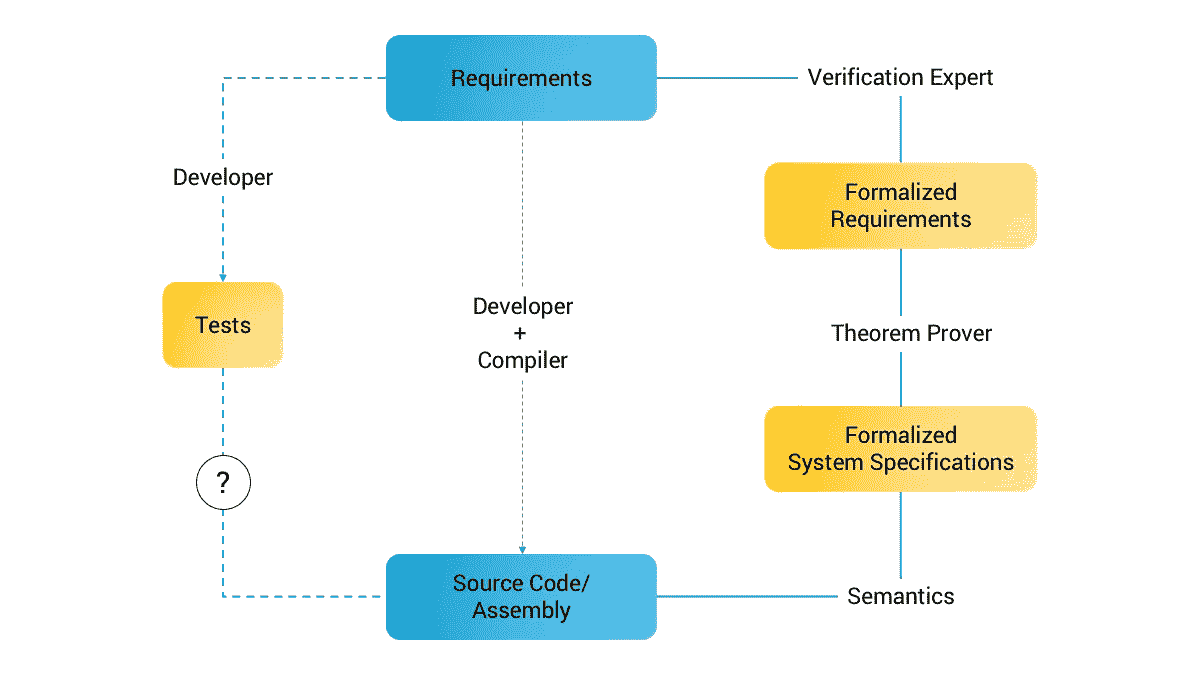 Requirements
Verification Expert
Developer
Formalized
Requirements
Tests
Developer
+
Compiler
Theorem Prover
Formalized
System Specifications
?
Source Code/
Assembly
Semantics